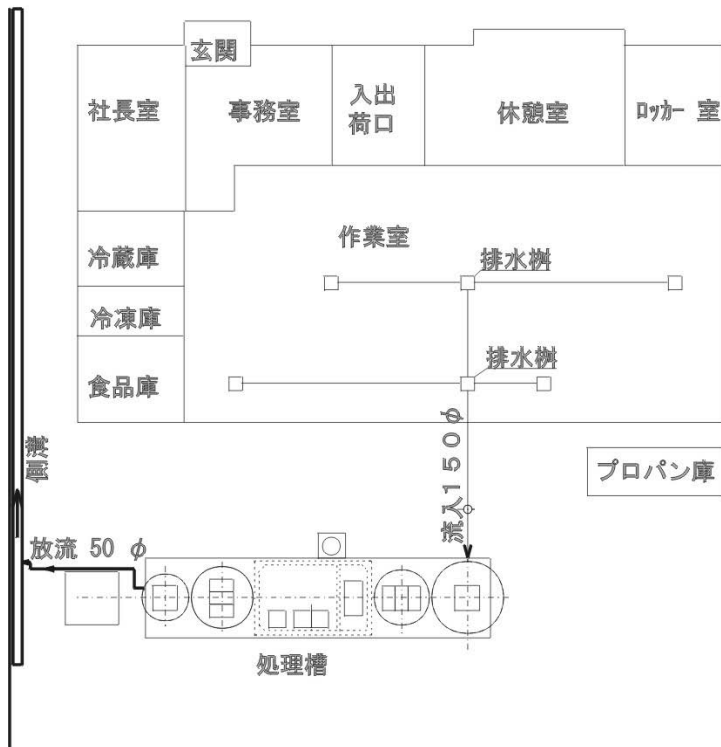 玄関
社長室
事務室
入出
荷口
休憩室
ロッカー 室
作業室
冷蔵庫
排水桝
冷凍庫
排水桝
食品庫
流入150φ
側溝
プロパン庫
放流 50 φ
処理槽